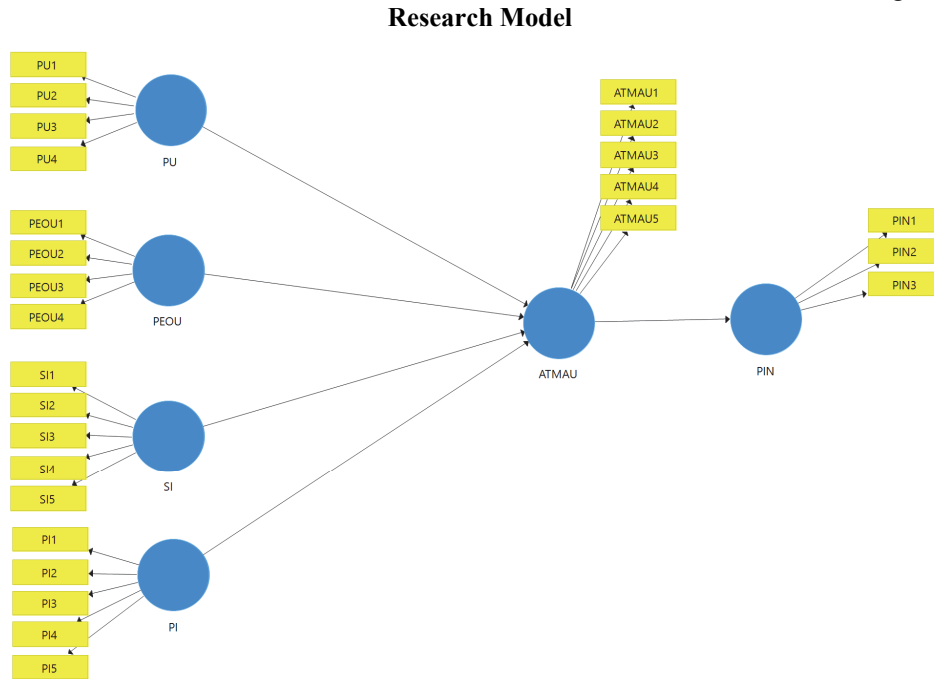 Research Model
PU1
PU2
PU3
PU4
PU
PEOU1
PEOU2
PEOU3
PEOU4
PEOU
SI1
SI2
SI3
SI4
SI5
SI
PI1
PI2
PI3
PI4
PI5
PI
ATMAU1
ATMAU2
ATMAU3
ATMAU4
ATMAU5
ATMAU
PIN1
PIN2
PIN3
PIN